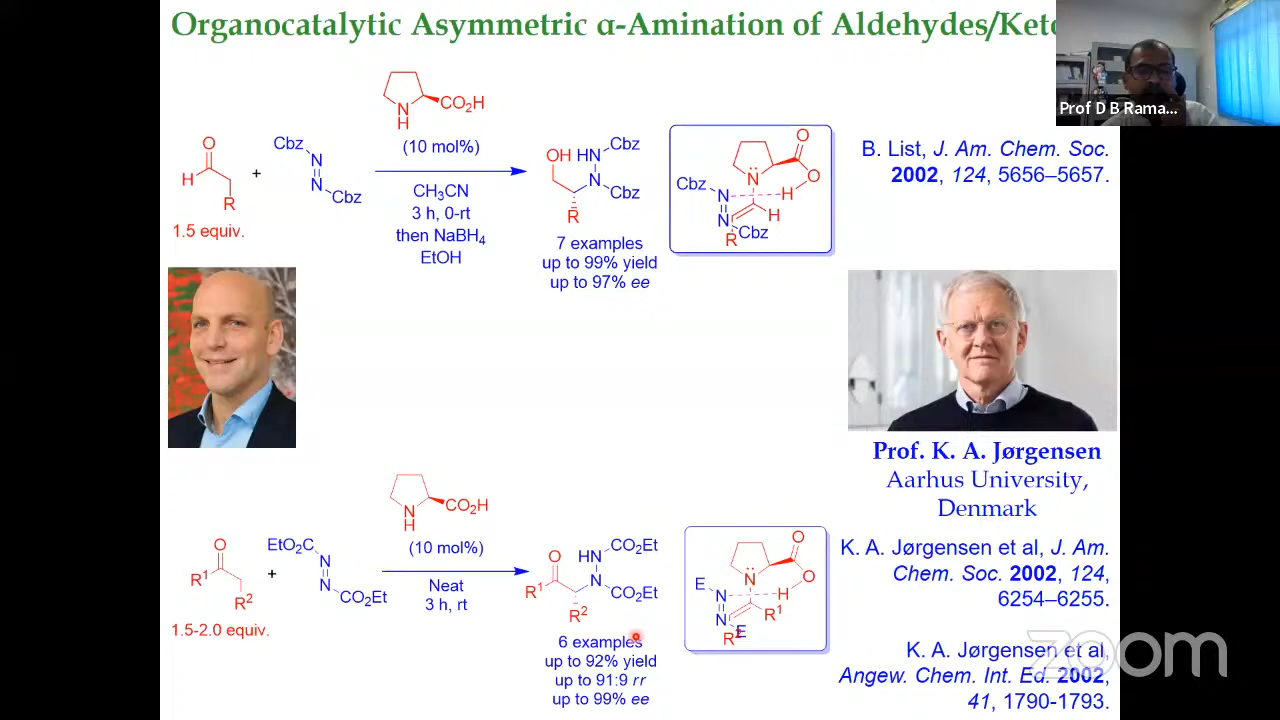 Organocatalytic Asymmetric α-Amination of Aldehydes/Keto
Prof D B Rama...
N
H
CO₂H
(10 mol%)
O
H
R
1.5 equiv.
+
Cbz
N
N
Cbz
CH₃CN
3 h, 0-rt
then NaBH₄
EtOH
OH HN Cbz
N Cbz
R
7 examples
up to 99% yield
up to 97% ee
O
O
N
H
Cbz
N
N
H
Cbz
R
B. List, J. Am. Chem. Soc.
2002, 124, 5656–5657.
Prof. K. A. Jørgensen
Aarhus University,
Denmark
N
H
CO₂H
(10 mol%)
O
R¹
R²
1.5-2.0 equiv.
+
EtO₂C
N
N
CO₂Et
Neat
3 h, rt
O
HN CO₂Et
R¹
N CO₂Et
R²
6 examples
up to 92% yield
up to 91:9 rr
up to 99% ee
O
O
N
H
E
N
N
R¹
E
R²
K. A. Jørgensen et al, J. Am.
Chem. Soc. 2002, 124,
6254–6255.
K. A. Jørgensen et al,
Angew. Chem. Int. Ed. 2002,
41, 1790-1793.
zoom